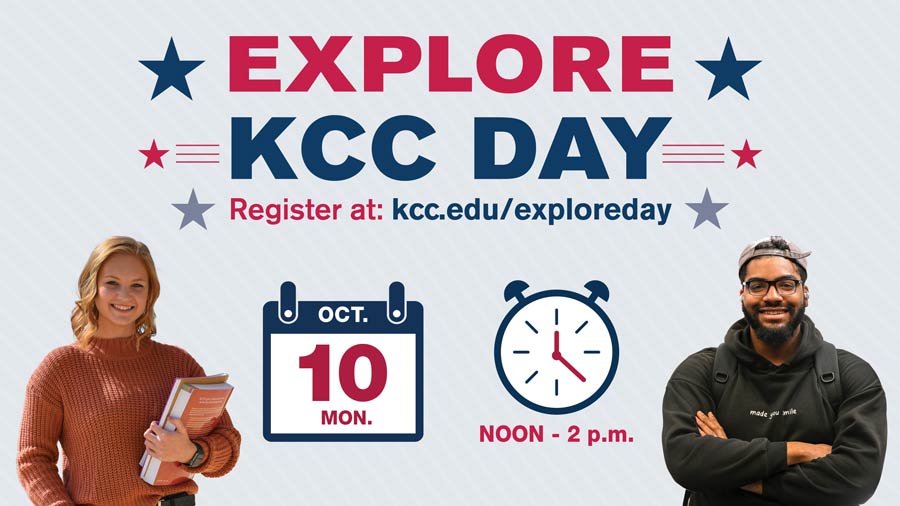 EXPLORE
KCC DAY
Register at: kcc.edu/exploreday
OCT.
10
MON.
NOON - 2 p.m.
made you smile